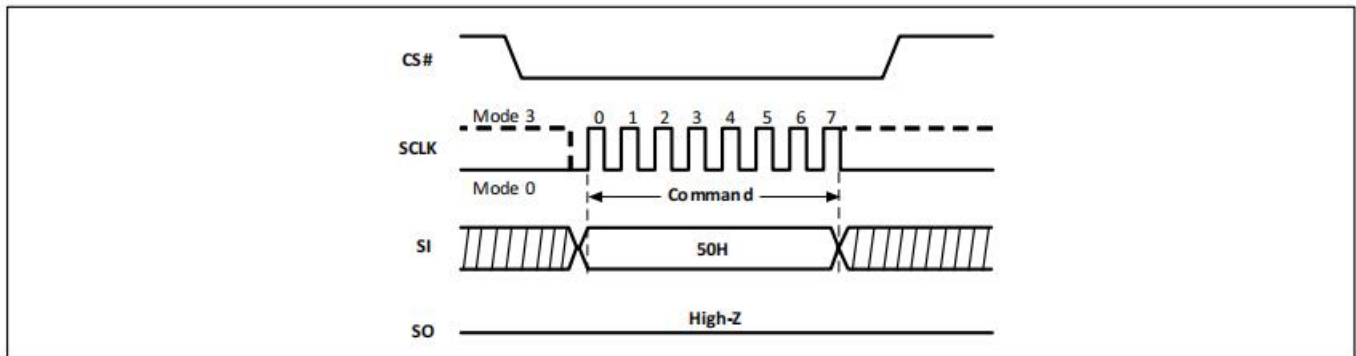 CS#
Mode 3
0 1 2 3 4 5 6 7
SCLK
Mode 0
Command
SI
50H
High-Z
SO